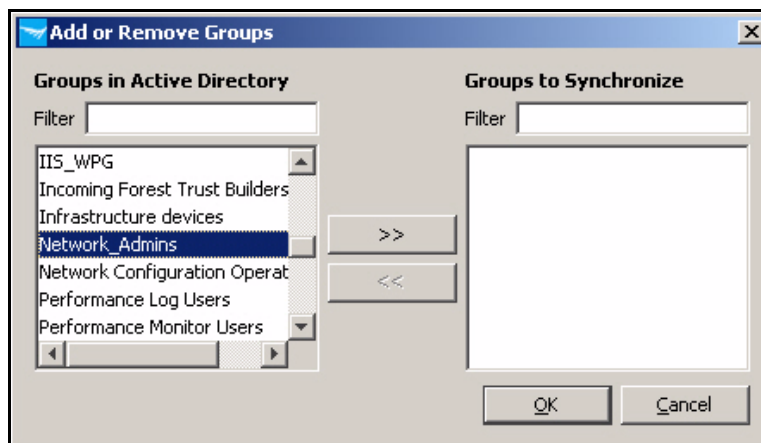 Add or Remove Groups
Groups in Active Directory
Groups to Synchronize
Filter
Filter
IIS_WPG
Incoming Forest Trust Builders
Infrastructure devices
Network_Admins
Network Configuration Operat
Performance Log Users
Performance Monitor Users
>>
<<
OK
Cancel